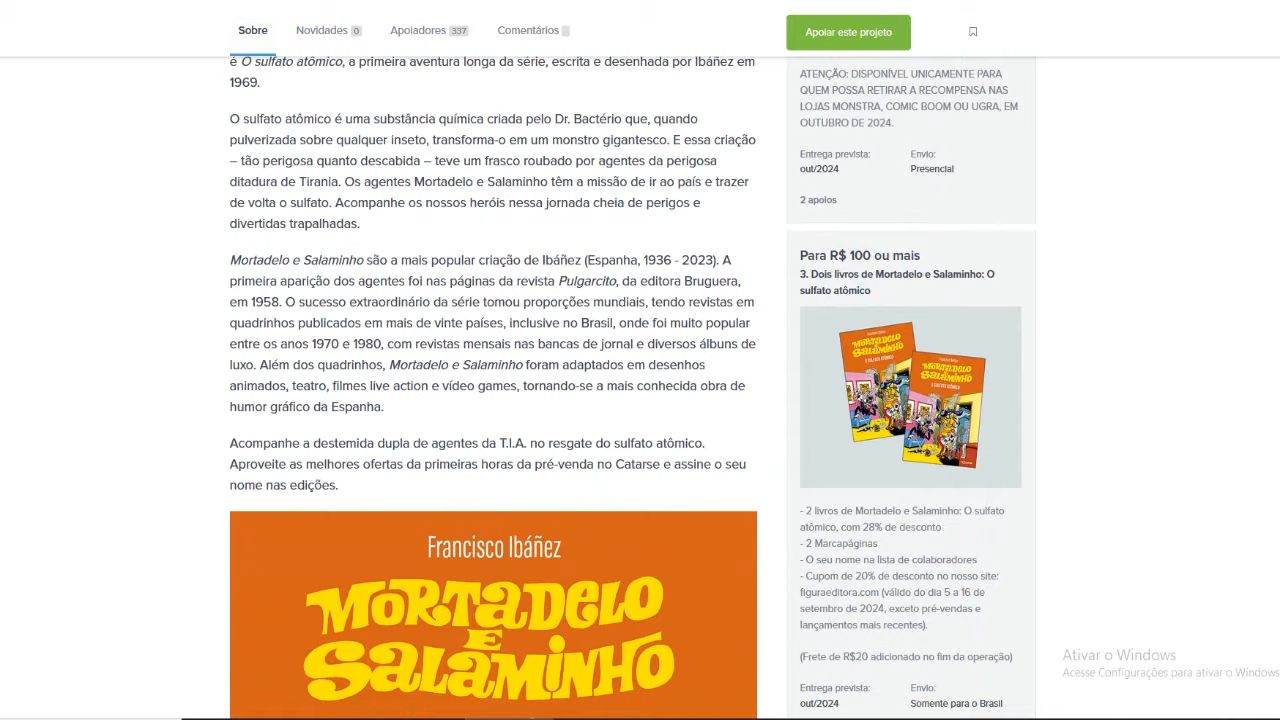 Sobre
Novidades 0
Apoiadores 337
Comentários
Apoiar este projeto
é O sulfato atômico, a primeira aventura longa da série, escrita e desenhada por Ibáñez em
1969.
O sulfato atômico é uma substância química criada pelo Dr. Bactério que, quando
pulverizada sobre qualquer inseto, transforma-o em um monstro gigantesco. E essa criação
– tão perigosa quanto descabida – teve um frasco roubado por agentes da perigosa
ditadura de Tirania. Os agentes Mortadelo e Salaminho têm a missão de ir ao país e trazer
de volta o sulfato. Acompanhe os nossos heróis nessa jornada cheia de perigos e
divertidas trapalhadas.
Mortadelo e Salaminho são a mais popular criação de Ibáñez (Espanha, 1936 - 2023). A
primeira aparição dos agentes foi nas páginas da revista Pulgarcito, da editora Bruguera,
em 1958. O sucesso extraordinário da série tomou proporções mundiais, tendo revistas em
quadrinhos publicados em mais de vinte países, inclusive no Brasil, onde foi muito popular
entre os anos 1970 e 1980, com revistas mensais nas bancas de jornal e diversos álbuns de
luxo. Além dos quadrinhos, Mortadelo e Salaminho foram adaptados em desenhos
animados, teatro, filmes live action e vídeo games, tornando-se a mais conhecida obra de
humor gráfico da Espanha.
Acompanhe a destemida dupla de agentes da T.I.A. no resgate do sulfato atômico.
Aproveite as melhores ofertas da primeiras horas da pré-venda no Catarse e assine o seu
nome nas edições.
Francisco Ibáñez
MORTADELO
E
SALAMINHO
ATENÇÃO: DISPONÍVEL UNICAMENTE PARA
QUEM POSSA RETIRAR A RECOMPENSA NAS
LOJAS MONSTRA, COMIC BOOM OU UGRA, EM
OUTUBRO DE 2024.
Entrega prevista:
out/2024
Envio:
Presencial
2 apoios
Para R$ 100 ou mais
3. Dois livros de Mortadelo e Salaminho: O
sulfato atômico
MORTADELO
E
SALAMINHO
O SULFATO ATÔMICO
MORTADELO
E
SALAMINHO
O SULFATO ATÔMICO
- 2 livros de Mortadelo e Salaminho: O sulfato
atômico, com 28% de desconto
- 2 Marcapáginas
- O seu nome na lista de colaboradores
- Cupom de 20% de desconto no nosso site:
figuraeditora.com (válido do dia 5 a 16 de
setembro de 2024, exceto pré-vendas e
lançamentos mais recentes).
(Frete de R$20 adicionado no fim da operação)
Entrega prevista:
out/2024
Envio:
Somente para o Brasil
Ativar o Windows
Acesse Configurações para ativar o Windows